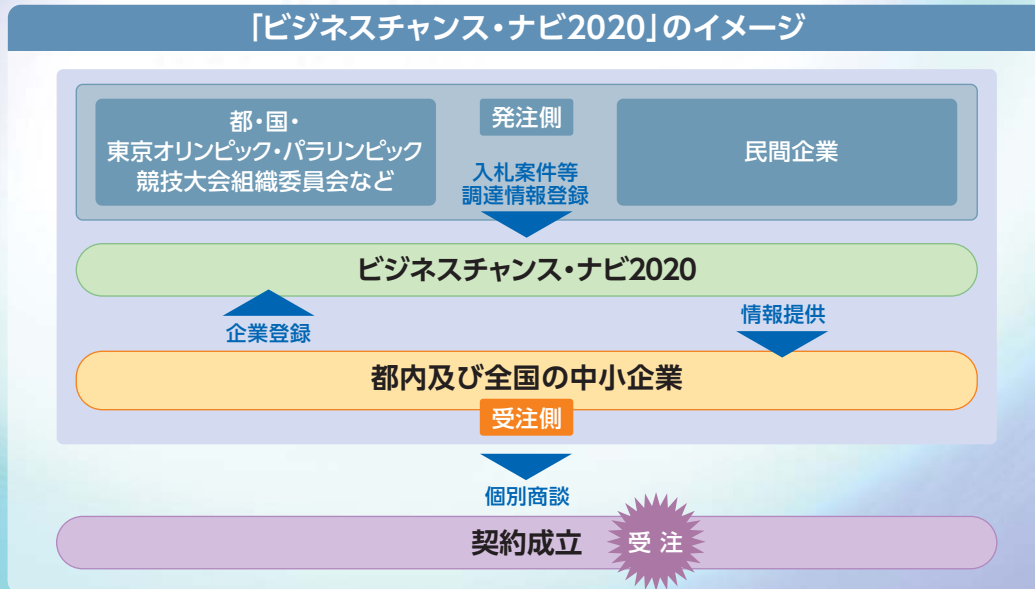 「ビジネスチャンス・ナビ2020」のイメージ
都・国・
東京オリンピック・パラリンピック
競技大会組織委員会など
発注側
入札案件等
調達情報登録
民間企業
ビジネスチャンス・ナビ2020
企業登録
情報提供
都内及び全国の中小企業
受注側
個別商談
契約成立
受注